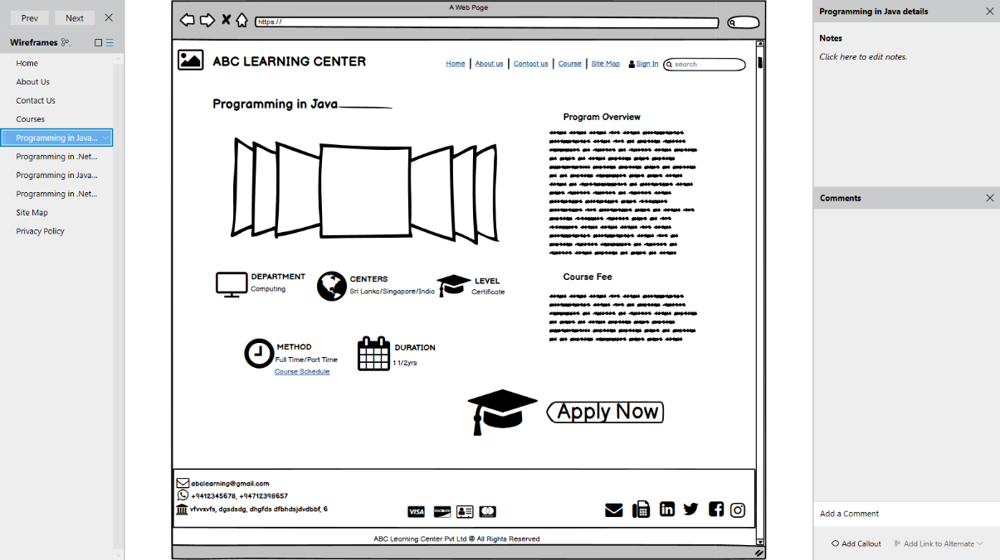 Prev
Next
Wireframes
Home
About Us
Contact Us
Courses
Programming in Java...
Programming in .Net...
Programming in Java...
Programming in .Net...
Site Map
Privacy Policy
A Web Page
https://
ABC LEARNING CENTER
Home | About us | Contact us | Course | Site Map
Sign In
search
Programming in Java
Program Overview
DEPARTMENT
Computing
CENTERS
Sri Lanka/Singapore/India
LEVEL
Certificate
Course Fee
METHOD
Full Time/Part Time
Course Schedule
DURATION
1 1/2yrs
Apply Now
abclearning@gmail.com
+9412345678, +94712398657
vfvvxvfs, dgsdsdg, dhgfds dfbhdsjdvdbbf, 6
VISA
DISCOVER
ABC Learning Center Pvt Ltd @ All Rights Reserved
Programming in Java details
Notes
Click here to edit notes.
Comments
Add a Comment
Add Callout
Add Link to Alternate